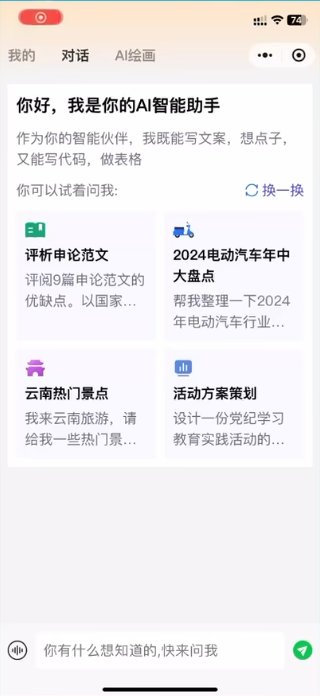 74
我的 对话 AI绘画
你好，我是你的AI智能助手
作为你的智能伙伴，我既能写文案，想点子，
又能写代码，做表格
你可以试着问我: 换一换
评析申论范文
评阅9篇申论范文的
优缺点。以国家...
2024电动汽车年中
大盘点
帮我整理一下2024
年电动汽车行业...
云南热门景点
我来云南旅游，请
给我一些热门景...
活动方案策划
设计一份党纪学习
教育实践活动的...
你有什么想知道的,快来问我